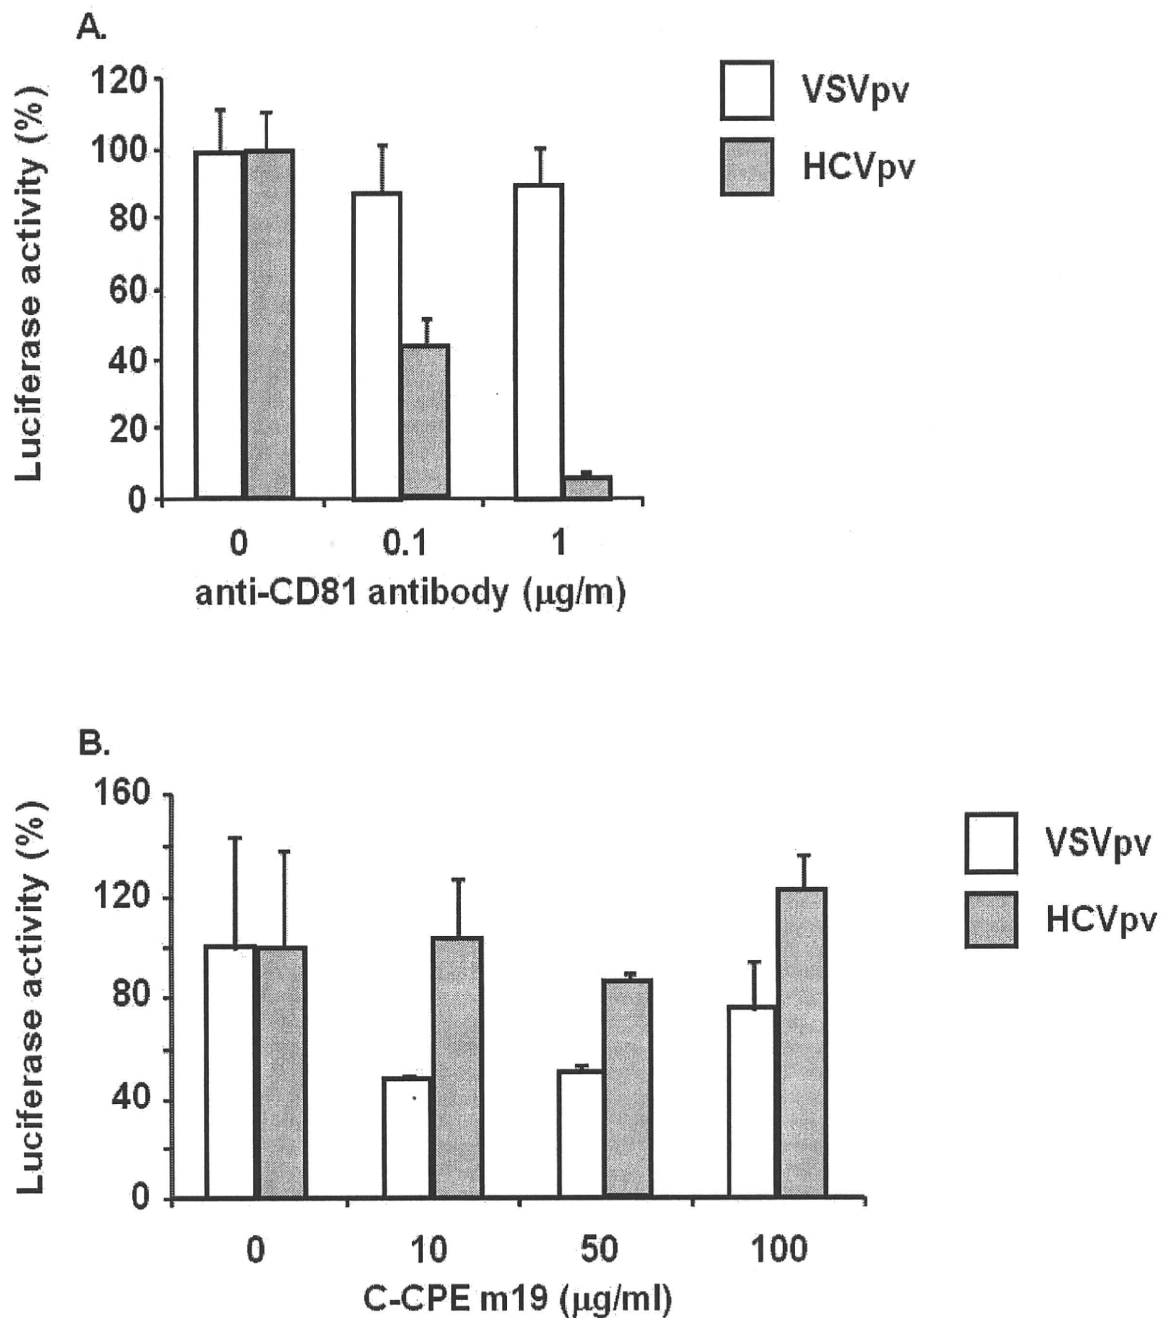 A.
Luciferase activity (%)
120
100
80
60
40
20
0
0 0.1 1
anti-CD81 antibody (μg/m)
VSVpv
HCVpv
B.
Luciferase activity (%)
160
120
80
40
0
0 10 50 100
C-CPE m19 (μg/ml)
VSVpv
HCVpv